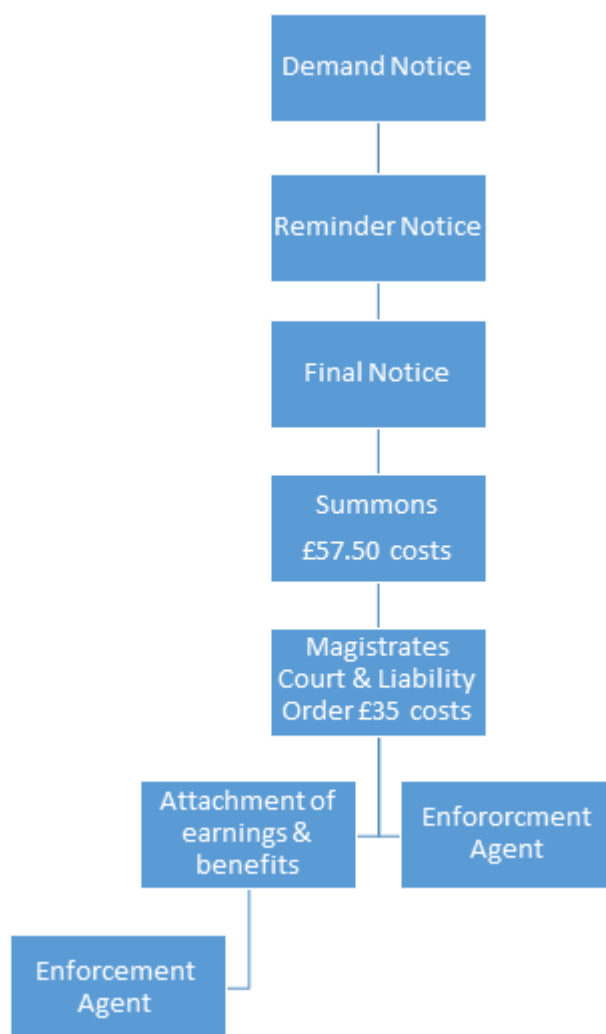 Demand Notice
Reminder Notice
Final Notice
Summons
£57.50 costs
Magistrates
Court & Liability
Order £35 costs
Attachment of
earnings &
benefits
Enfororcment
Agent
Enforcement
Agent